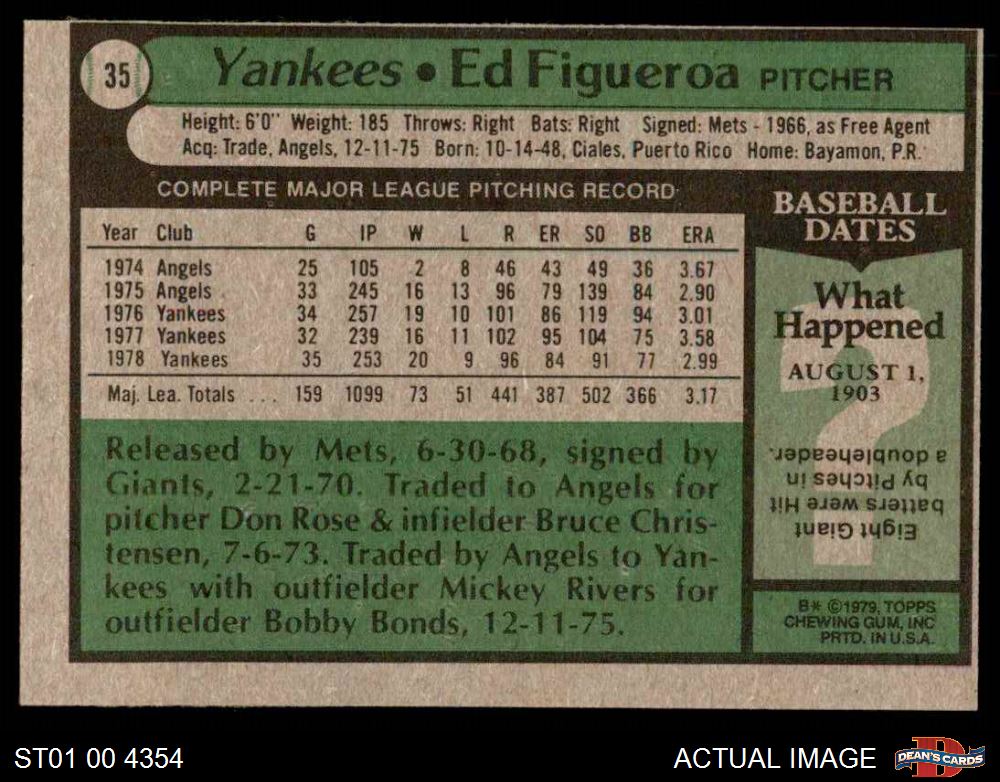 35
Yankees • Ed Figueroa PITCHER
Height: 6'0" Weight: 185 Throws: Right Bats: Right Signed: Mets - 1966, as Free Agent
Acq: Trade, Angels, 12-11-75 Born: 10-14-48, Ciales, Puerto Rico Home: Bayamon, P.R.
COMPLETE MAJOR LEAGUE PITCHING RECORD
Year Club G IP W L R ER SO BB ERA
1974 Angels 25 105 2 8 46 43 49 36 3.67
1975 Angels 33 245 16 13 96 79 139 84 2.90
1976 Yankees 34 257 19 10 101 86 119 94 3.01
1977 Yankees 32 239 16 11 102 95 104 75 3.58
1978 Yankees 35 253 20 9 96 84 91 77 2.99
Maj. Lea. Totals ... 159 1099 73 51 441 387 502 366 3.17
Released by Mets, 6-30-68, signed by
Giants, 2-21-70. Traded to Angels for
pitcher Don Rose & infielder Bruce Chris-
tensen, 7-6-73. Traded by Angels to Yan-
kees with outfielder Mickey Rivers for
outfielder Bobby Bonds, 12-11-75.
BASEBALL
DATES
What
Happened
AUGUST 1,
1903
Eight Giant
batters were Hit
by Pitches in
a doubleheader.
B* ©1979, TOPPS
CHEWING GUM, INC
PRTD. IN U.S.A.
ST01 00 4354
ACTUAL IMAGE
D
DEAN'S CARDS